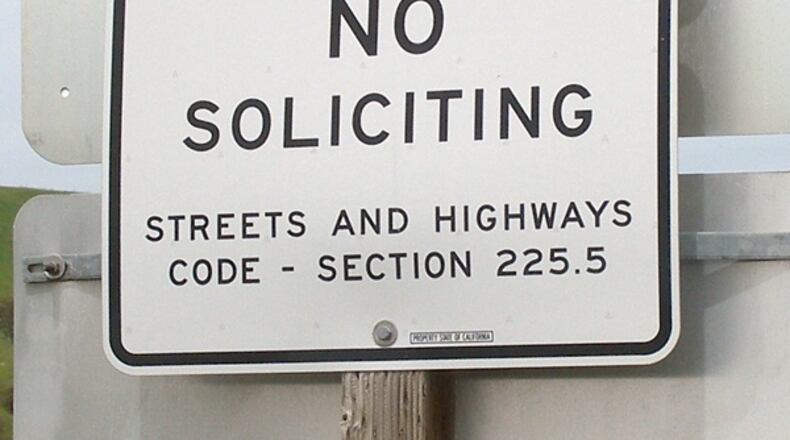 NO
SOLICITING
STREETS AND HIGHWAYS
CODE - SECTION 225.5
PROPERTY STATE OF CALIFORNIA